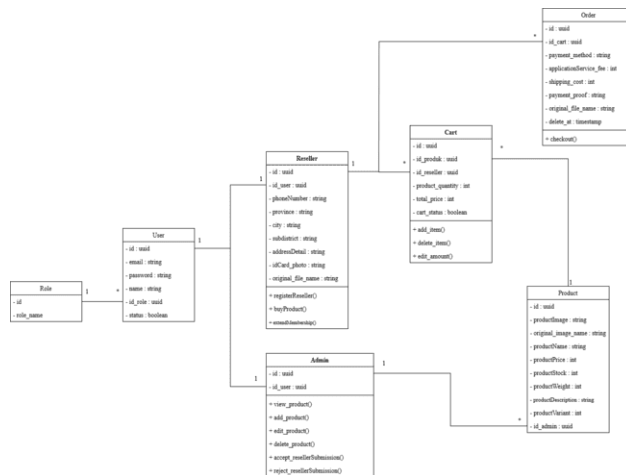 Order
- id : uuid
- id_cart : uuid
- payment_method : string
- applicationService_fee : int
- shipping_cost : int
- payment_proof : string
- original_file_name : string
- delete_at : timestamp
+ checkout()
*
1
Cart
- id : uuid
- id_produk : uuid
- id_reseller : uuid
- product_quantity : int
- total_price : int
- cart_status : boolean
+ add_item()
+ delete_item()
+ edit_amount()
*
*
Reseller
- id : uuid
- id_user : uuid
- phoneNumber : string
- province : string
- city : string
- subdistrict : string
- addressDetail : string
- idCard_photo : string
- original_file_name : string
+ registerReseller()
+ buyProduct()
+ extendMembership()
1
1
User
- id : uuid
- email : string
- password : string
- name : string
- id_role : uuid
- status : boolean
1
*
Role
- id
- role_name
1
Product
- id : uuid
- productImage : string
- original_image_name : string
- productName : string
- productPrice : int
- productStock : int
- productWeight : int
- productDescription : string
- productVariant : int
- id_admin : uuid
1
*
Admin
- id : uuid
- id_user : uuid
+ view_product()
+ add_product()
+ edit_product()
+ delete_product()
+ accept_resellerSubmission()
+ reject_resellerSubmission()
1
1